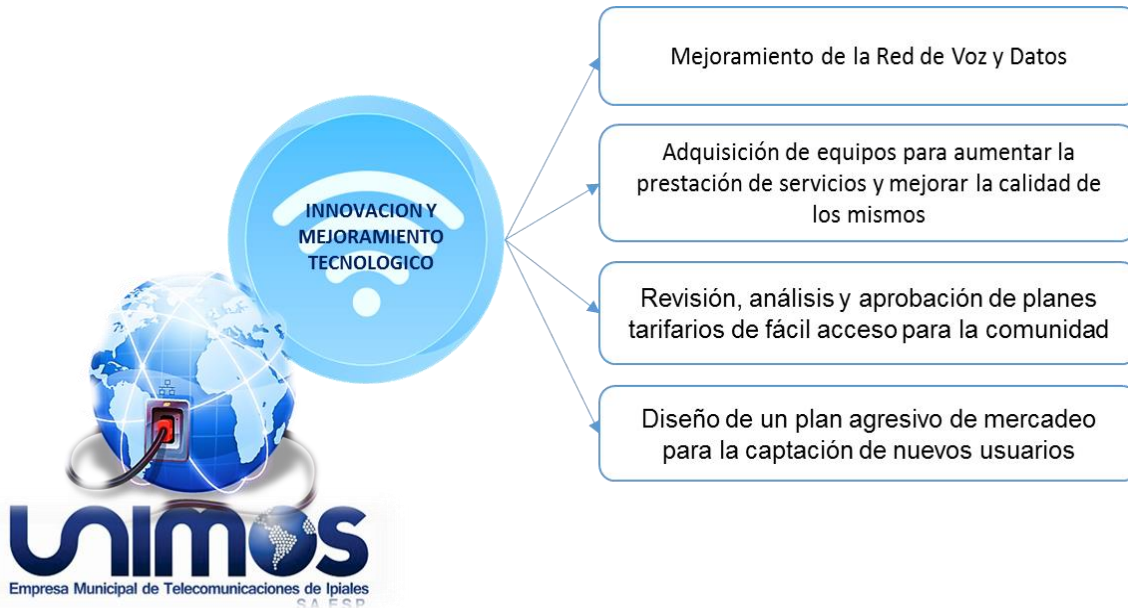 INNOVACION Y
MEJORAMIENTO
TECNOLOGICO
Mejoramiento de la Red de Voz y Datos
Adquisición de equipos para aumentar la
prestación de servicios y mejorar la calidad de
los mismos
Revisión, análisis y aprobación de planes
tarifarios de fácil acceso para la comunidad
Diseño de un plan agresivo de mercadeo
para la captación de nuevos usuarios
UNIMOS
Empresa Municipal de Telecomunicaciones de Ipiales
S.A E.S.P